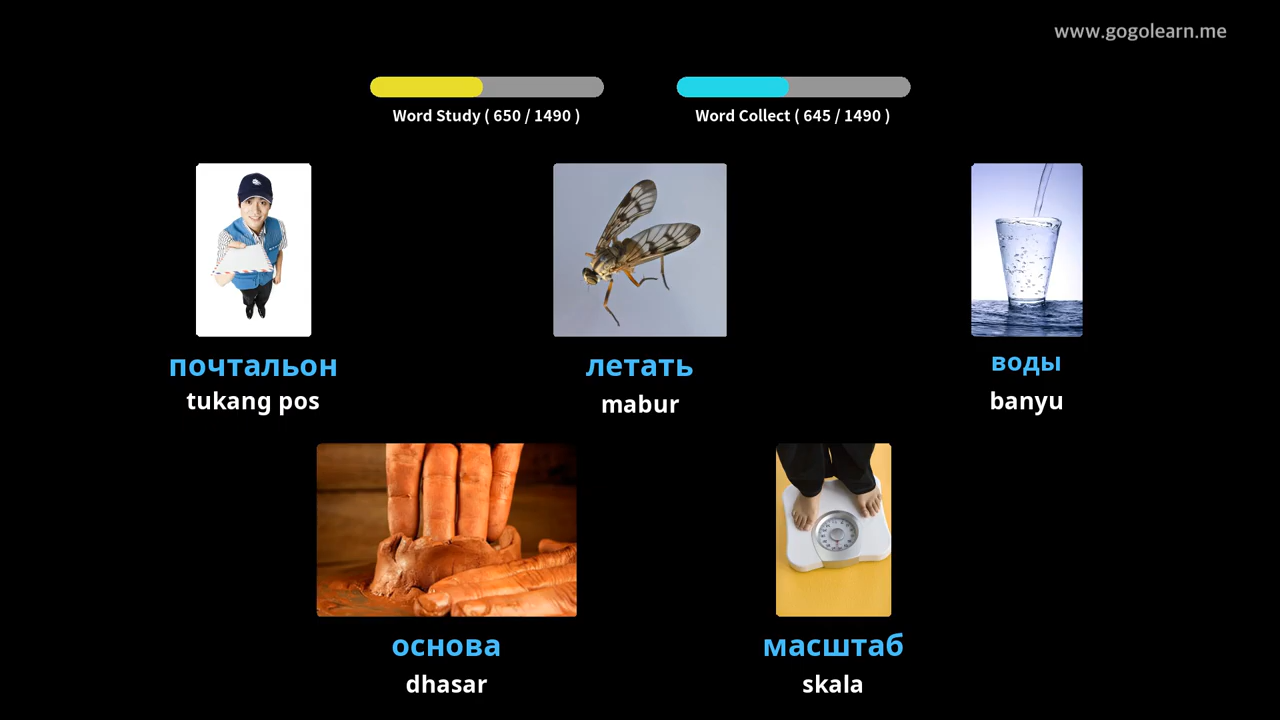 www.gogolearn.me
Word Study ( 650 / 1490 )
Word Collect ( 645 / 1490 )
почтальон
tukang pos
летать
mabur
воды
banyu
основа
dhasar
масштаб
skala